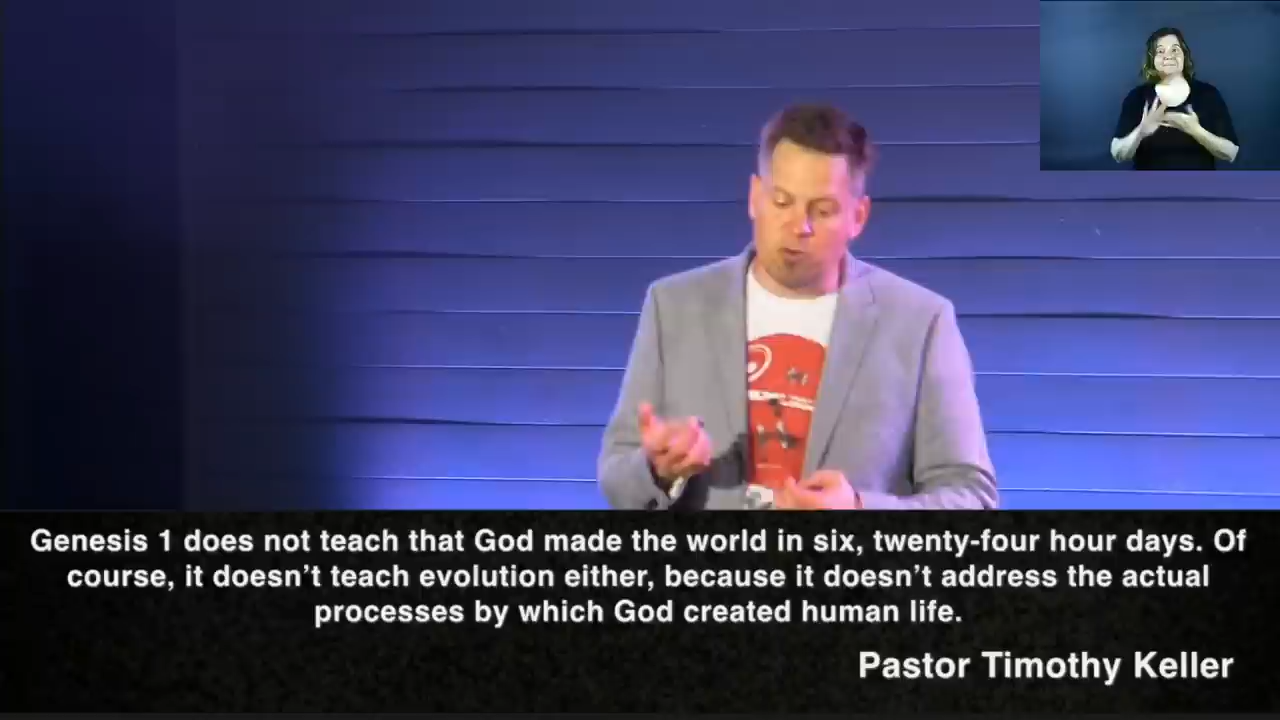 Genesis 1 does not teach that God made the world in six, twenty-four hour days. Of
course, it doesn’t teach evolution either, because it doesn’t address the actual
processes by which God created human life.
Pastor Timothy Keller